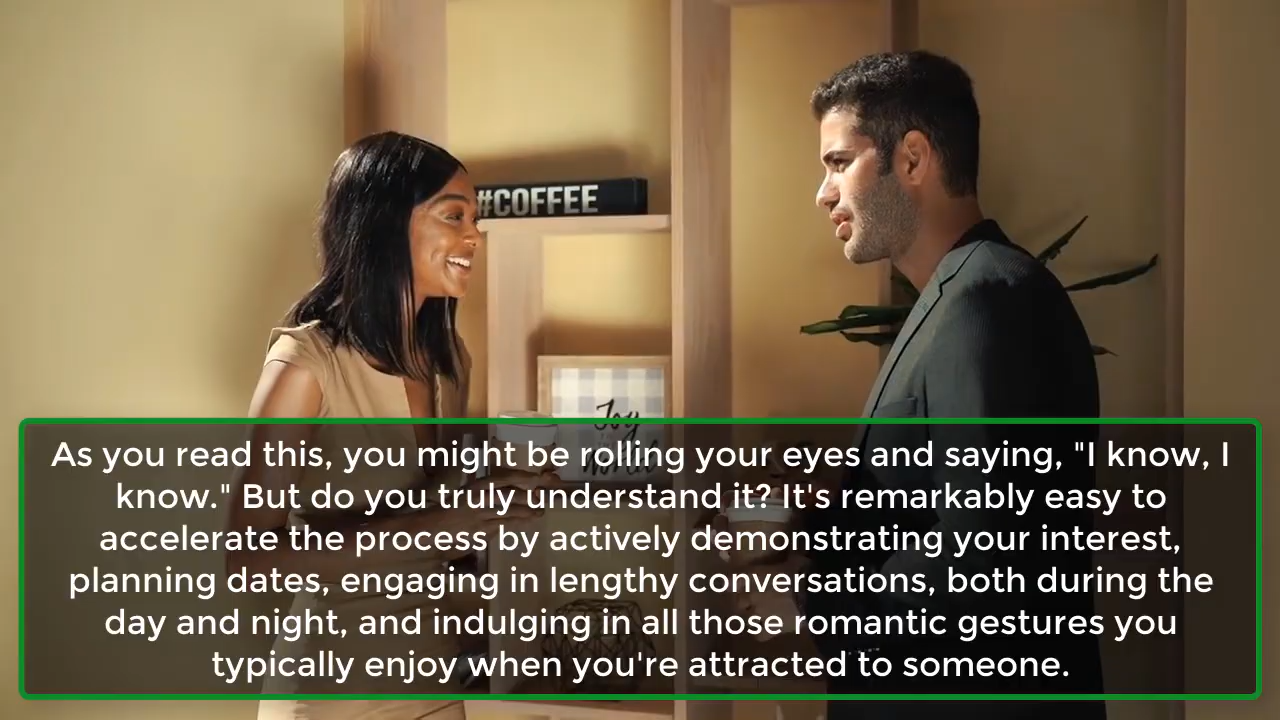 #COFFEE
Joy
World
As you read this, you might be rolling your eyes and saying, "I know, I
know." But do you truly understand it? It's remarkably easy to
accelerate the process by actively demonstrating your interest,
planning dates, engaging in lengthy conversations, both during the
day and night, and indulging in all those romantic gestures you
typically enjoy when you're attracted to someone.